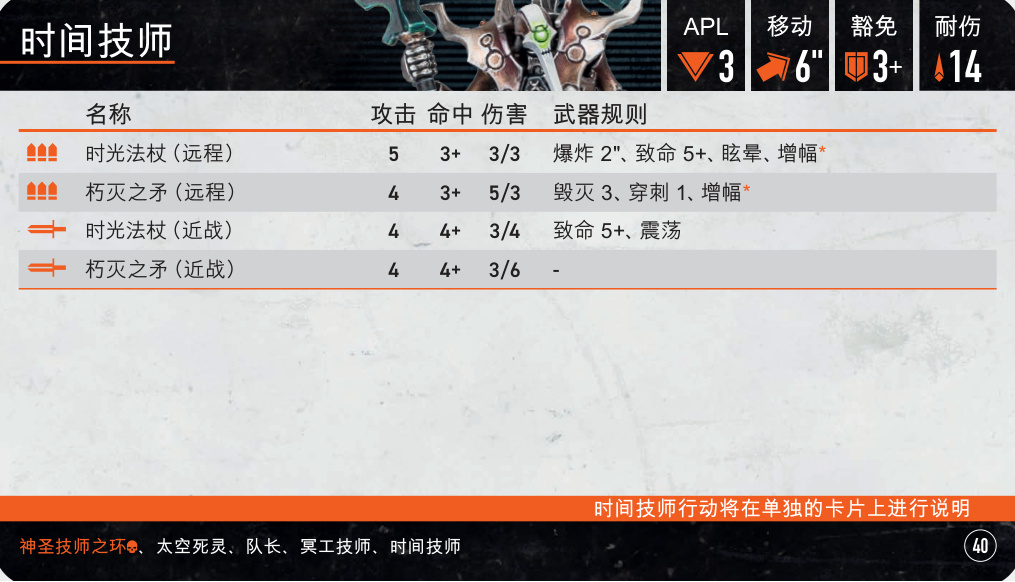 时间技师
APL 移动 豁免 耐伤
3 6" 3+ 14
名称 攻击 命中 伤害 武器规则
时光法杖（远程） 5 3+ 3/3 爆炸 2"、致命 5+、眩晕、增幅*
朽灭之矛（远程） 4 3+ 5/3 毁灭 3、穿刺 1、增幅*
时光法杖（近战） 4 4+ 3/4 致命 5+、震荡
朽灭之矛（近战） 4 4+ 3/6 -
时间技师行动将在单独的卡片上进行说明
神圣技师之环、太空死灵、队长、冥工技师、时间技师
40